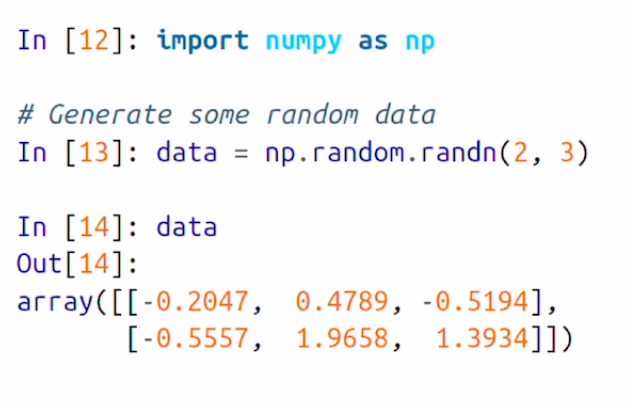 In [12]: import numpy as np
# Generate some random data
In [13]: data = np.random.randn(2, 3)
In [14]: data
Out[14]:
array([[-0.2047,  0.4789, -0.5194],
       [-0.5557,  1.9658,  1.3934]])